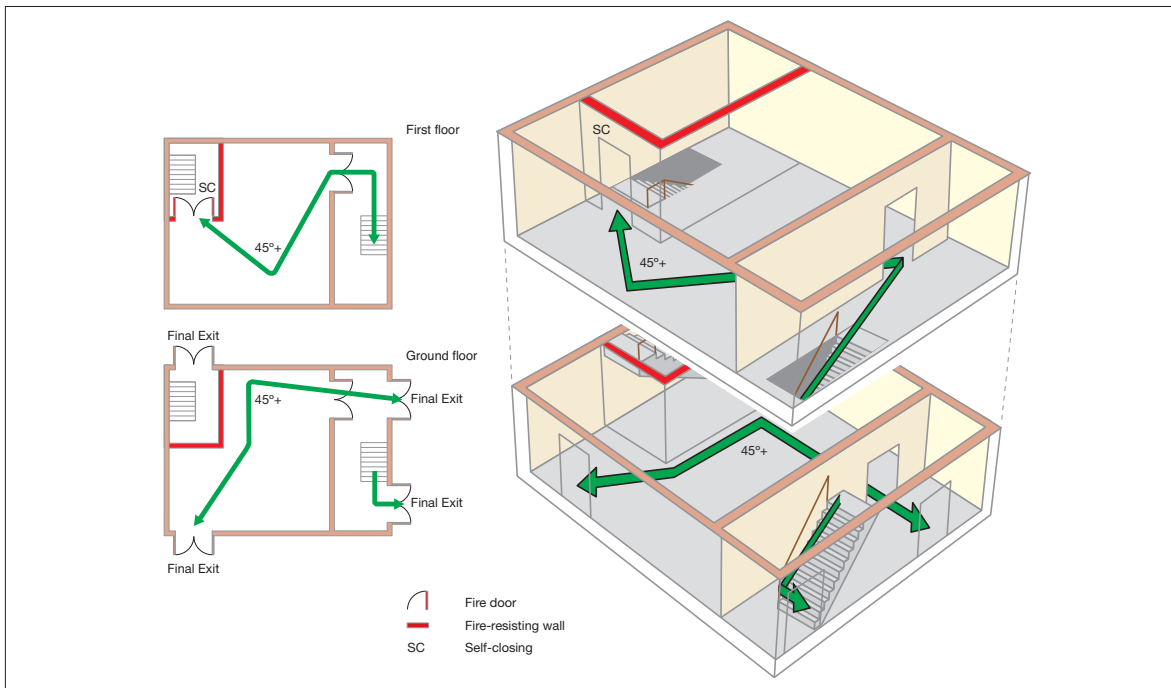 First floor
SC
45º+
Final Exit
Ground floor
45º+
Final Exit
Final Exit
Final Exit
Fire door
Fire-resisting wall
SC Self-closing
SC
45º+
45º+